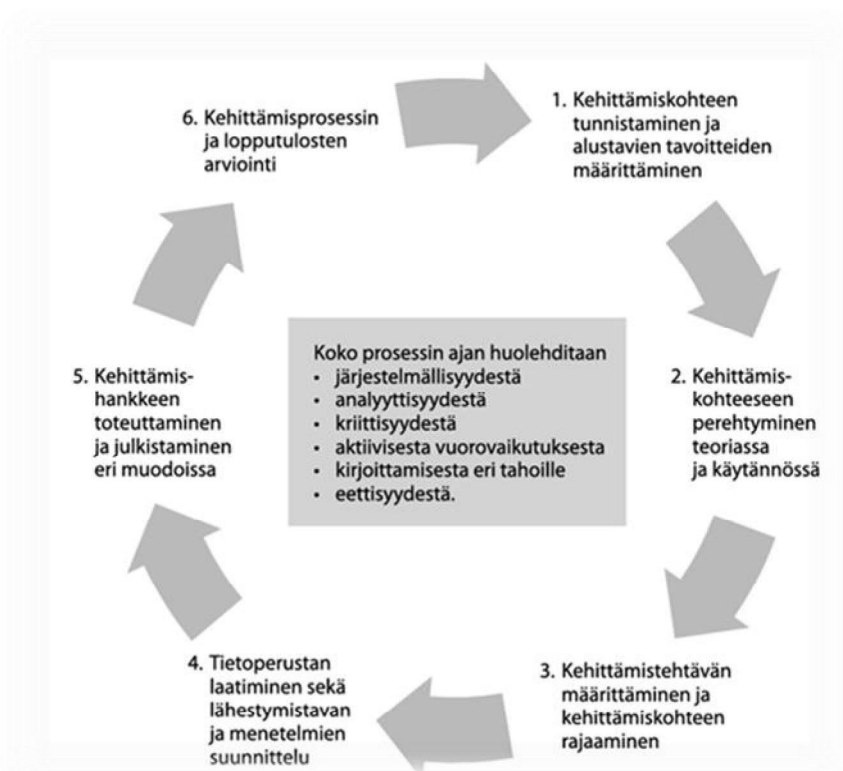 1. Kehittämiskohteen
tunnistaminen ja
alustavien tavoitteiden
määrittäminen
2. Kehittämis-
kohteeseen
perehtyminen
teoriassa
ja käytännössä
3. Kehittämistehtävän
määrittäminen ja
kehittämiskohteen
rajaaminen
4. Tietoperustan
laatiminen sekä
lähestymistavan
ja menetelmien
suunnittelu
5. Kehittämis-
hankkeen
toteuttaminen
ja julkistaminen
eri muodoissa
6. Kehittämisprosessin
ja lopputulosten
arviointi
Koko prosessin ajan huolehditaan
• järjestelmällisyydestä
• analyyttisyydestä
• kriittisyydestä
• aktiivisesta vuorovaikutuksesta
• kirjoittamisesta eri tahoille
• eettisyydestä.